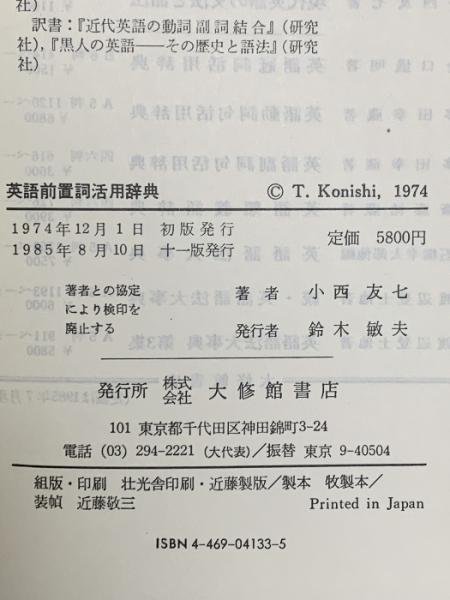 社）
訳書：『近代英語の動詞副詞結合』（研究
社），『黒人の英語――その歴史と語法』（研究
社）
英語前置詞活用辞典
© T. Konishi, 1974
1974年12月1日 初版発行
1985年8月10日 十一版発行
定価 5800円
著者との協定
により検印を
廃止する
著者 小西友七
発行者 鈴木敏夫
発行所 株式会社 大修館書店
101 東京都千代田区神田錦町3-24
電話 (03) 294-2221 (大代表)／振替 東京 9-40504
組版・印刷 壮光舎印刷・近藤製版／製本 牧製本／
装幀 近藤敬三
Printed in Japan
ISBN 4-469-04133-5